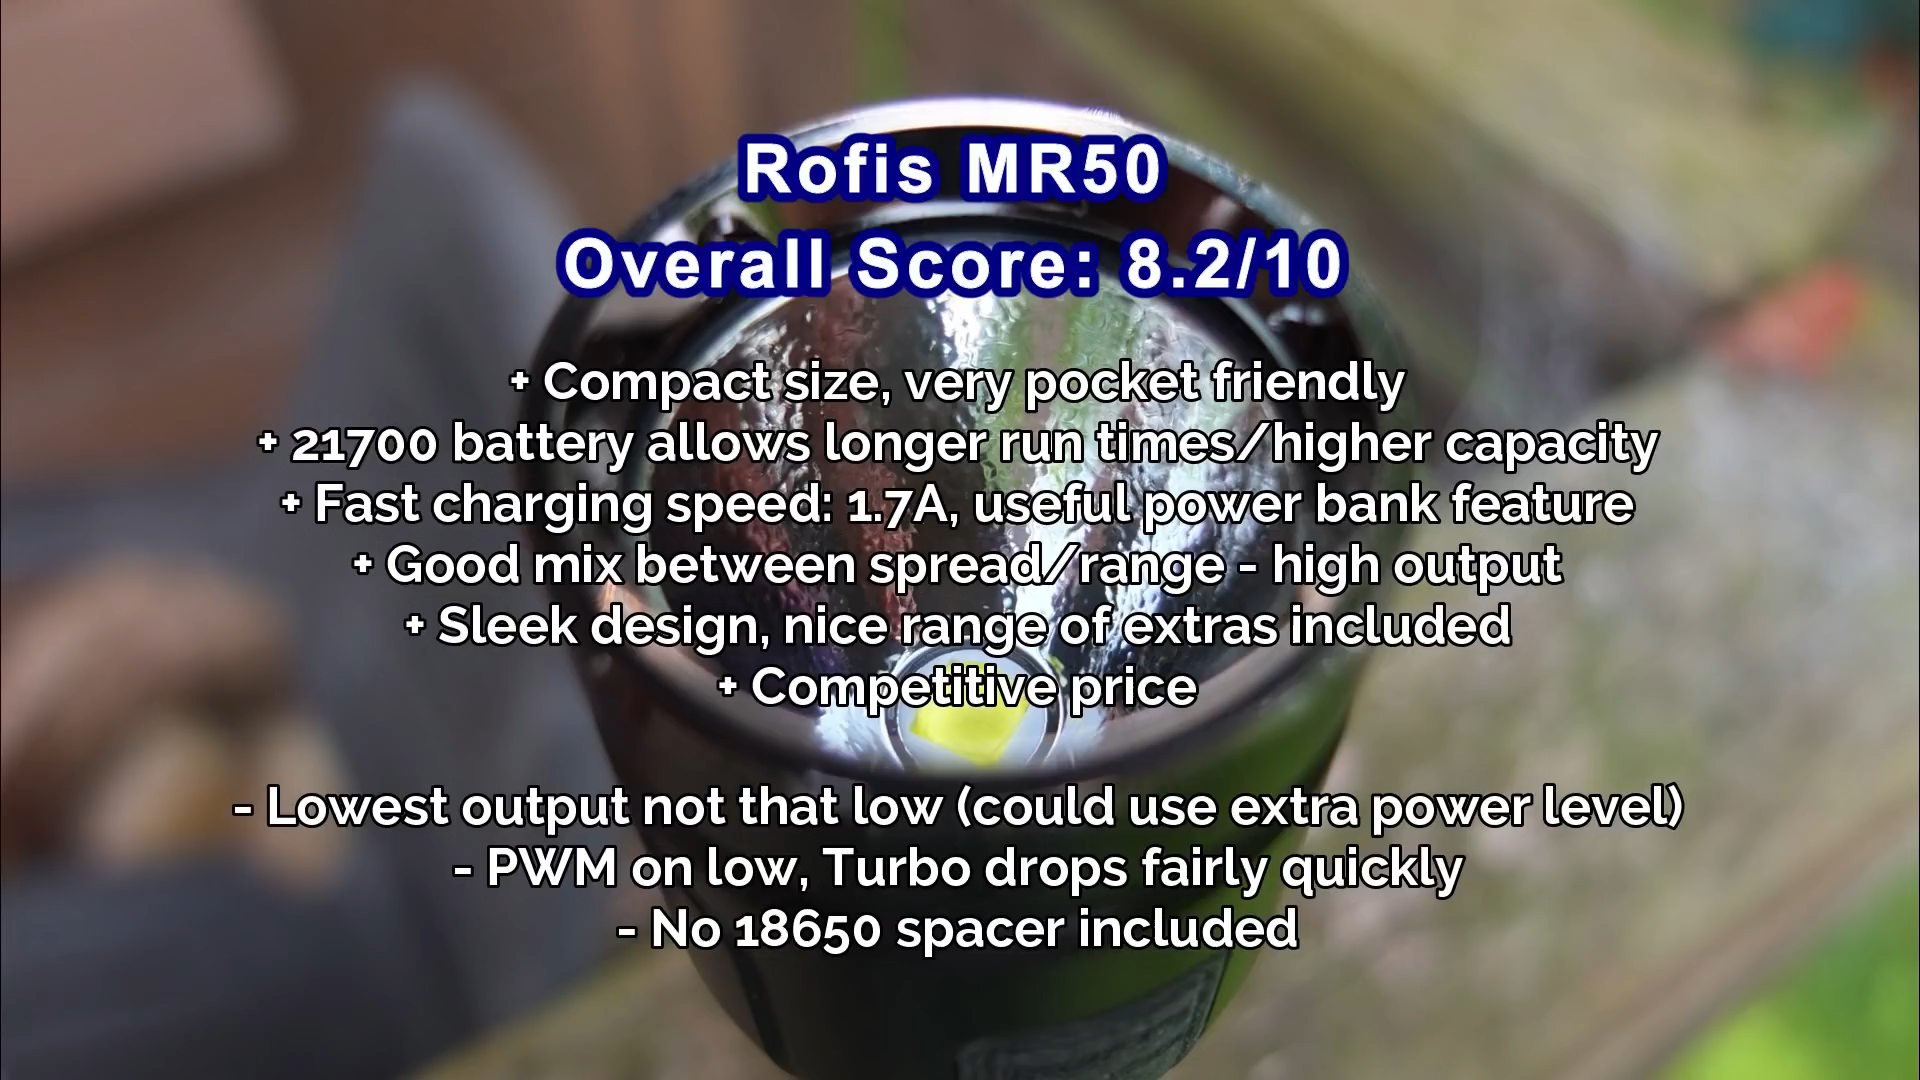 Rofis MR50
Overall Score: 8.2/10
+ Compact size, very pocket friendly
+ 21700 battery allows longer run times/higher capacity
+ Fast charging speed: 1.7A, useful power bank feature
+ Good mix between spread/range - high output
+ Sleek design, nice range of extras included
+ Competitive price
- Lowest output not that low (could use extra power level)
- PWM on low, Turbo drops fairly quickly
- No 18650 spacer included